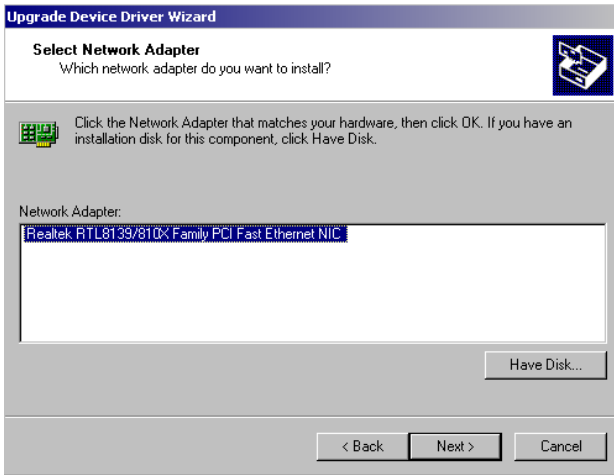 Upgrade Device Driver Wizard
Select Network Adapter
Which network adapter do you want to install?
Click the Network Adapter that matches your hardware, then click OK. If you have an
installation disk for this component, click Have Disk.
Network Adapter:
Realtek RTL8139/810X Family PCI Fast Ethernet NIC
Have Disk...
< Back
Next >
Cancel